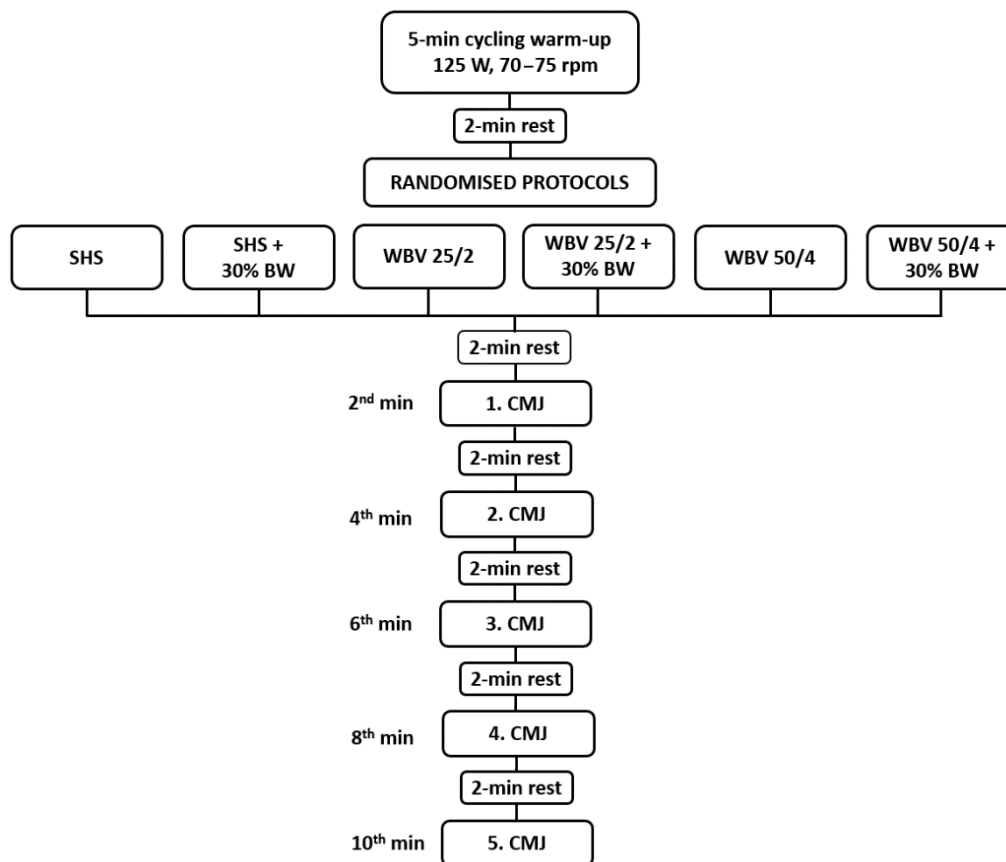 5-min cycling warm-up
125 W, 70–75 rpm
2-min rest
RANDOMISED PROTOCOLS
SHS
SHS +
30% BW
WBV 25/2
WBV 25/2 +
30% BW
WBV 50/4
WBV 50/4 +
30% BW
2-min rest
2nd min
1. CMJ
2-min rest
4th min
2. CMJ
2-min rest
6th min
3. CMJ
2-min rest
8th min
4. CMJ
2-min rest
10th min
5. CMJ